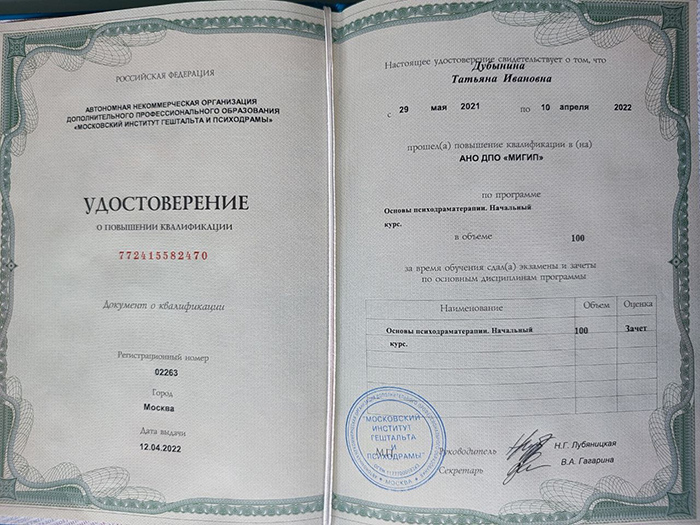 РОССИЙСКАЯ ФЕДЕРАЦИЯ
АВТОНОМНАЯ НЕКОММЕРЧЕСКАЯ ОРГАНИЗАЦИЯ
ДОПОЛНИТЕЛЬНОГО ПРОФЕССИОНАЛЬНОГО ОБРАЗОВАНИЯ
«МОСКОВСКИЙ ИНСТИТУТ ГЕШТАЛЬТА И ПСИХОДРАМЫ»
УДОСТОВЕРЕНИЕ
О ПОВЫШЕНИИ КВАЛИФИКАЦИИ
772415582470
Документ о квалификации
Регистрационный номер
02263
Город
Москва
Дата выдачи
12.04.2022
Настоящее удостоверение свидетельствует о том, что
Дубынина
Татьяна Ивановна
с 29 мая 2021 по 10 апреля 2022
прошел(а) повышение квалификации в (на)
АНО ДПО «МИГИП»
по программе
Основы психодраматерапии. Начальный
курс.
в объеме 100
за время обучения сдал(а) экзамены и зачеты
по основным дисциплинам программы
Наименование Объем Оценка
Основы психодраматерапии. Начальный 100 Зачет
курс.
"МОСКОВСКИЙ
ИНСТИТУТ
ГЕШТАЛЬТА
И
ПСИХОДРАМЫ"
МОСКВА
М.П.
Руководитель Н.Г. Лубяницкая
Секретарь В.А. Гагарина